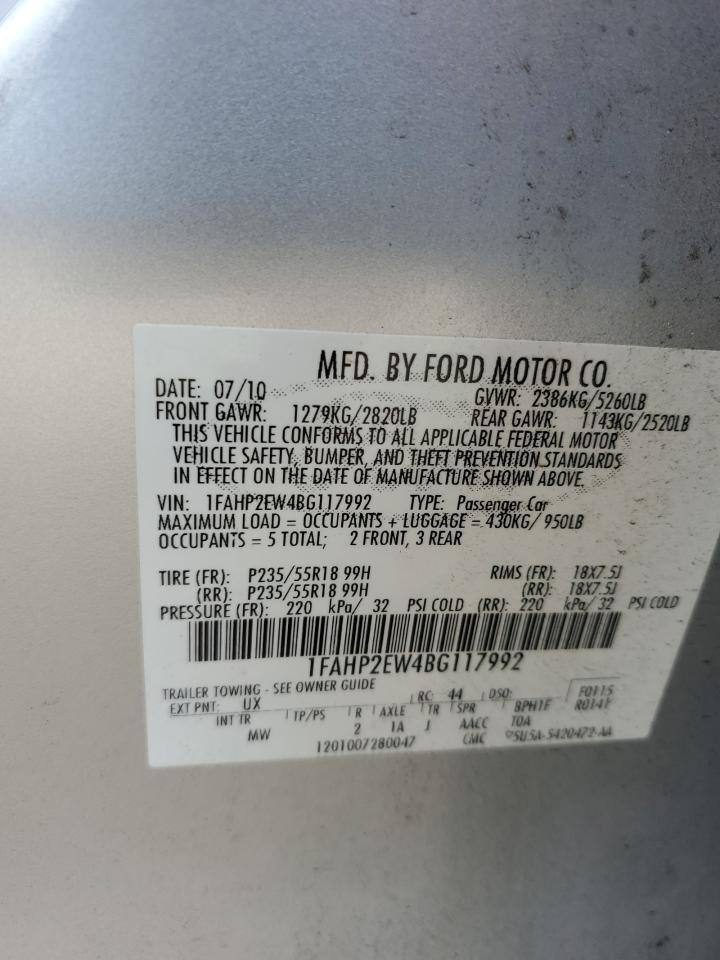 MFD. BY FORD MOTOR CO.
DATE: 07/10 GVWR: 2386KG/5260LB
FRONT GAWR: 1279KG/2820LB REAR GAWR: 1143KG/2520LB
THIS VEHICLE CONFORMS TO ALL APPLICABLE FEDERAL MOTOR
VEHICLE SAFETY, BUMPER, AND THEFT PREVENTION STANDARDS
IN EFFECT ON THE DATE OF MANUFACTURE SHOWN ABOVE.
VIN: 1FAHP2EW4BG117992 TYPE: Passenger Car
MAXIMUM LOAD = OCCUPANTS + LUGGAGE = 430KG/ 950LB
OCCUPANTS = 5 TOTAL; 2 FRONT, 3 REAR
TIRE (FR): P235/55R18 99H RIMS (FR): 18X7.5J
(RR): P235/55R18 99H (RR): 18X7.5J
PRESSURE (FR): 220 kPa/ 32 PSI COLD (RR): 220 kPa/ 32 PSI COLD
1FAHP2EW4BG117992
TRAILER TOWING - SEE OWNER GUIDE
EXT PNT: UX RC: 44 DSO: F0115
INT TR TP/PS R AXLE TR SPR BPH1F R0141
MW 2 1A J AACC 10A
1201007280047 CMC